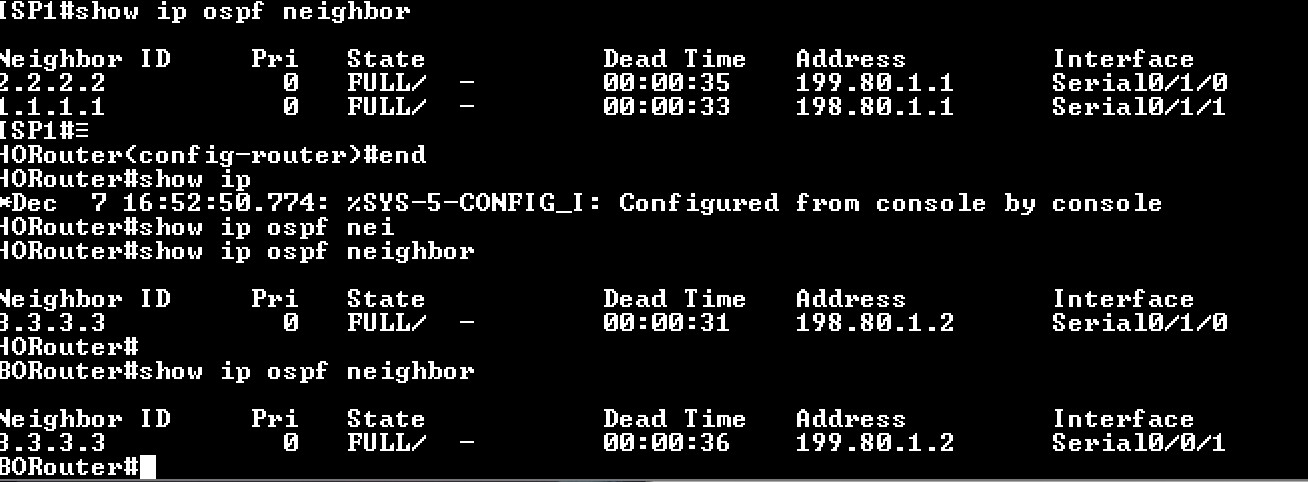 ISP1#show ip ospf neighbor
Neighbor ID     Pri   State           Dead Time   Address         Interface
2.2.2.2           0   FULL/  -        00:00:35    199.80.1.1      Serial0/1/0
1.1.1.1           0   FULL/  -        00:00:33    198.80.1.1      Serial0/1/1
ISP1#≡
HORouter(config-router)#end
HORouter#show ip
*Dec  7 16:52:50.774: %SYS-5-CONFIG_I: Configured from console by console
HORouter#show ip ospf nei
HORouter#show ip ospf neighbor
Neighbor ID     Pri   State           Dead Time   Address         Interface
3.3.3.3           0   FULL/  -        00:00:31    198.80.1.2      Serial0/1/0
HORouter#
BORouter#show ip ospf neighbor
Neighbor ID     Pri   State           Dead Time   Address         Interface
3.3.3.3           0   FULL/  -        00:00:36    199.80.1.2      Serial0/0/1
BORouter#